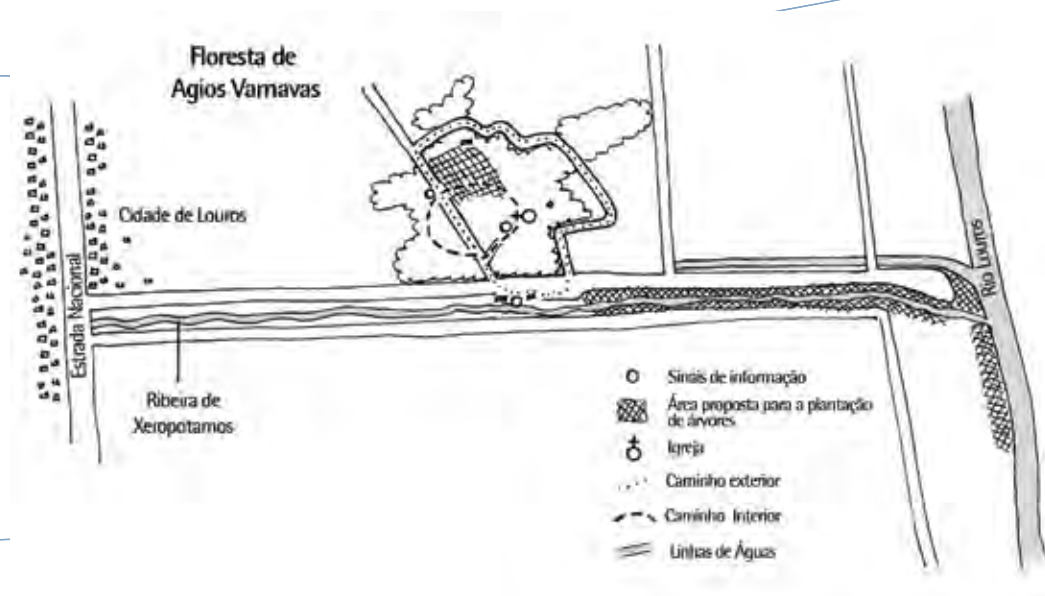 Floresta de
Agios Varnavas
Cidade de Louros
Estrada Nacional
Rio Louros
Ribeira de
Xeropotamos
Sinais de informação
Área proposta para a plantação
de árvores
Igreja
Caminho exterior
Caminho Interior
Linhas de Águas